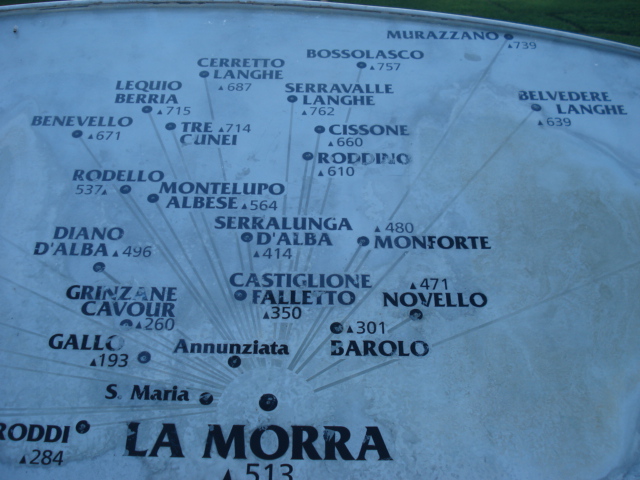 MURAZZANO
▲739
BOSSOLASCO
▲757
CERRETTO
LANGHE
▲687
SERRAVALLE
LANGHE
▲762
BELVEDERE
LANGHE
▲639
LEQUIO
BERRIA
▲715
BENEVELLO
▲671
TRE ▲714
CUNEI
CISSONE
▲660
RODDINO
▲610
RODELLO
537▲
MONTELUPO
ALBESE ▲564
SERRALUNGA
D'ALBA
▲414
▲480
MONFORTE
DIANO
D'ALBA ▲496
CASTIGLIONE
FALLETTO
▲350
▲471
NOVELLO
GRINZANE
CAVOUR
▲260
▲301
BAROLO
GALLO
▲193
Annunziata
S. Maria
RODDI
▲284
LA MORRA
▲513